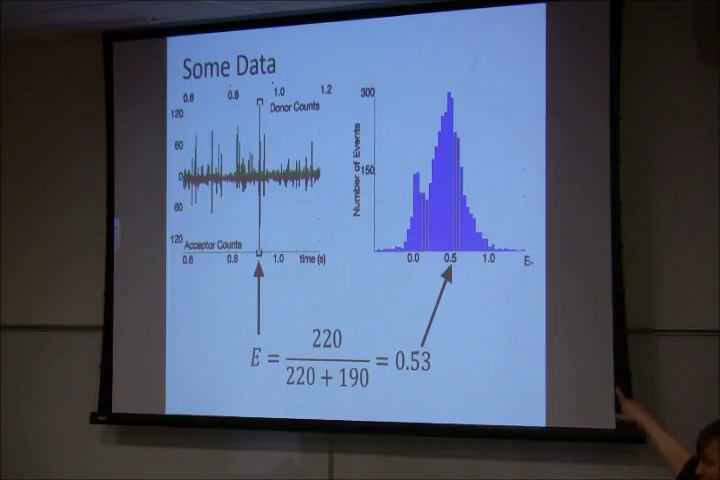 Some Data
0.6 0.8 1.0 1.2
Donor Counts
120
60
0
60
120
Acceptor Counts
0.6 0.8 1.0 time (s)
300
150
Number of Events
0.0 0.5 1.0 E-
E = 220 / 220 + 190 = 0.53